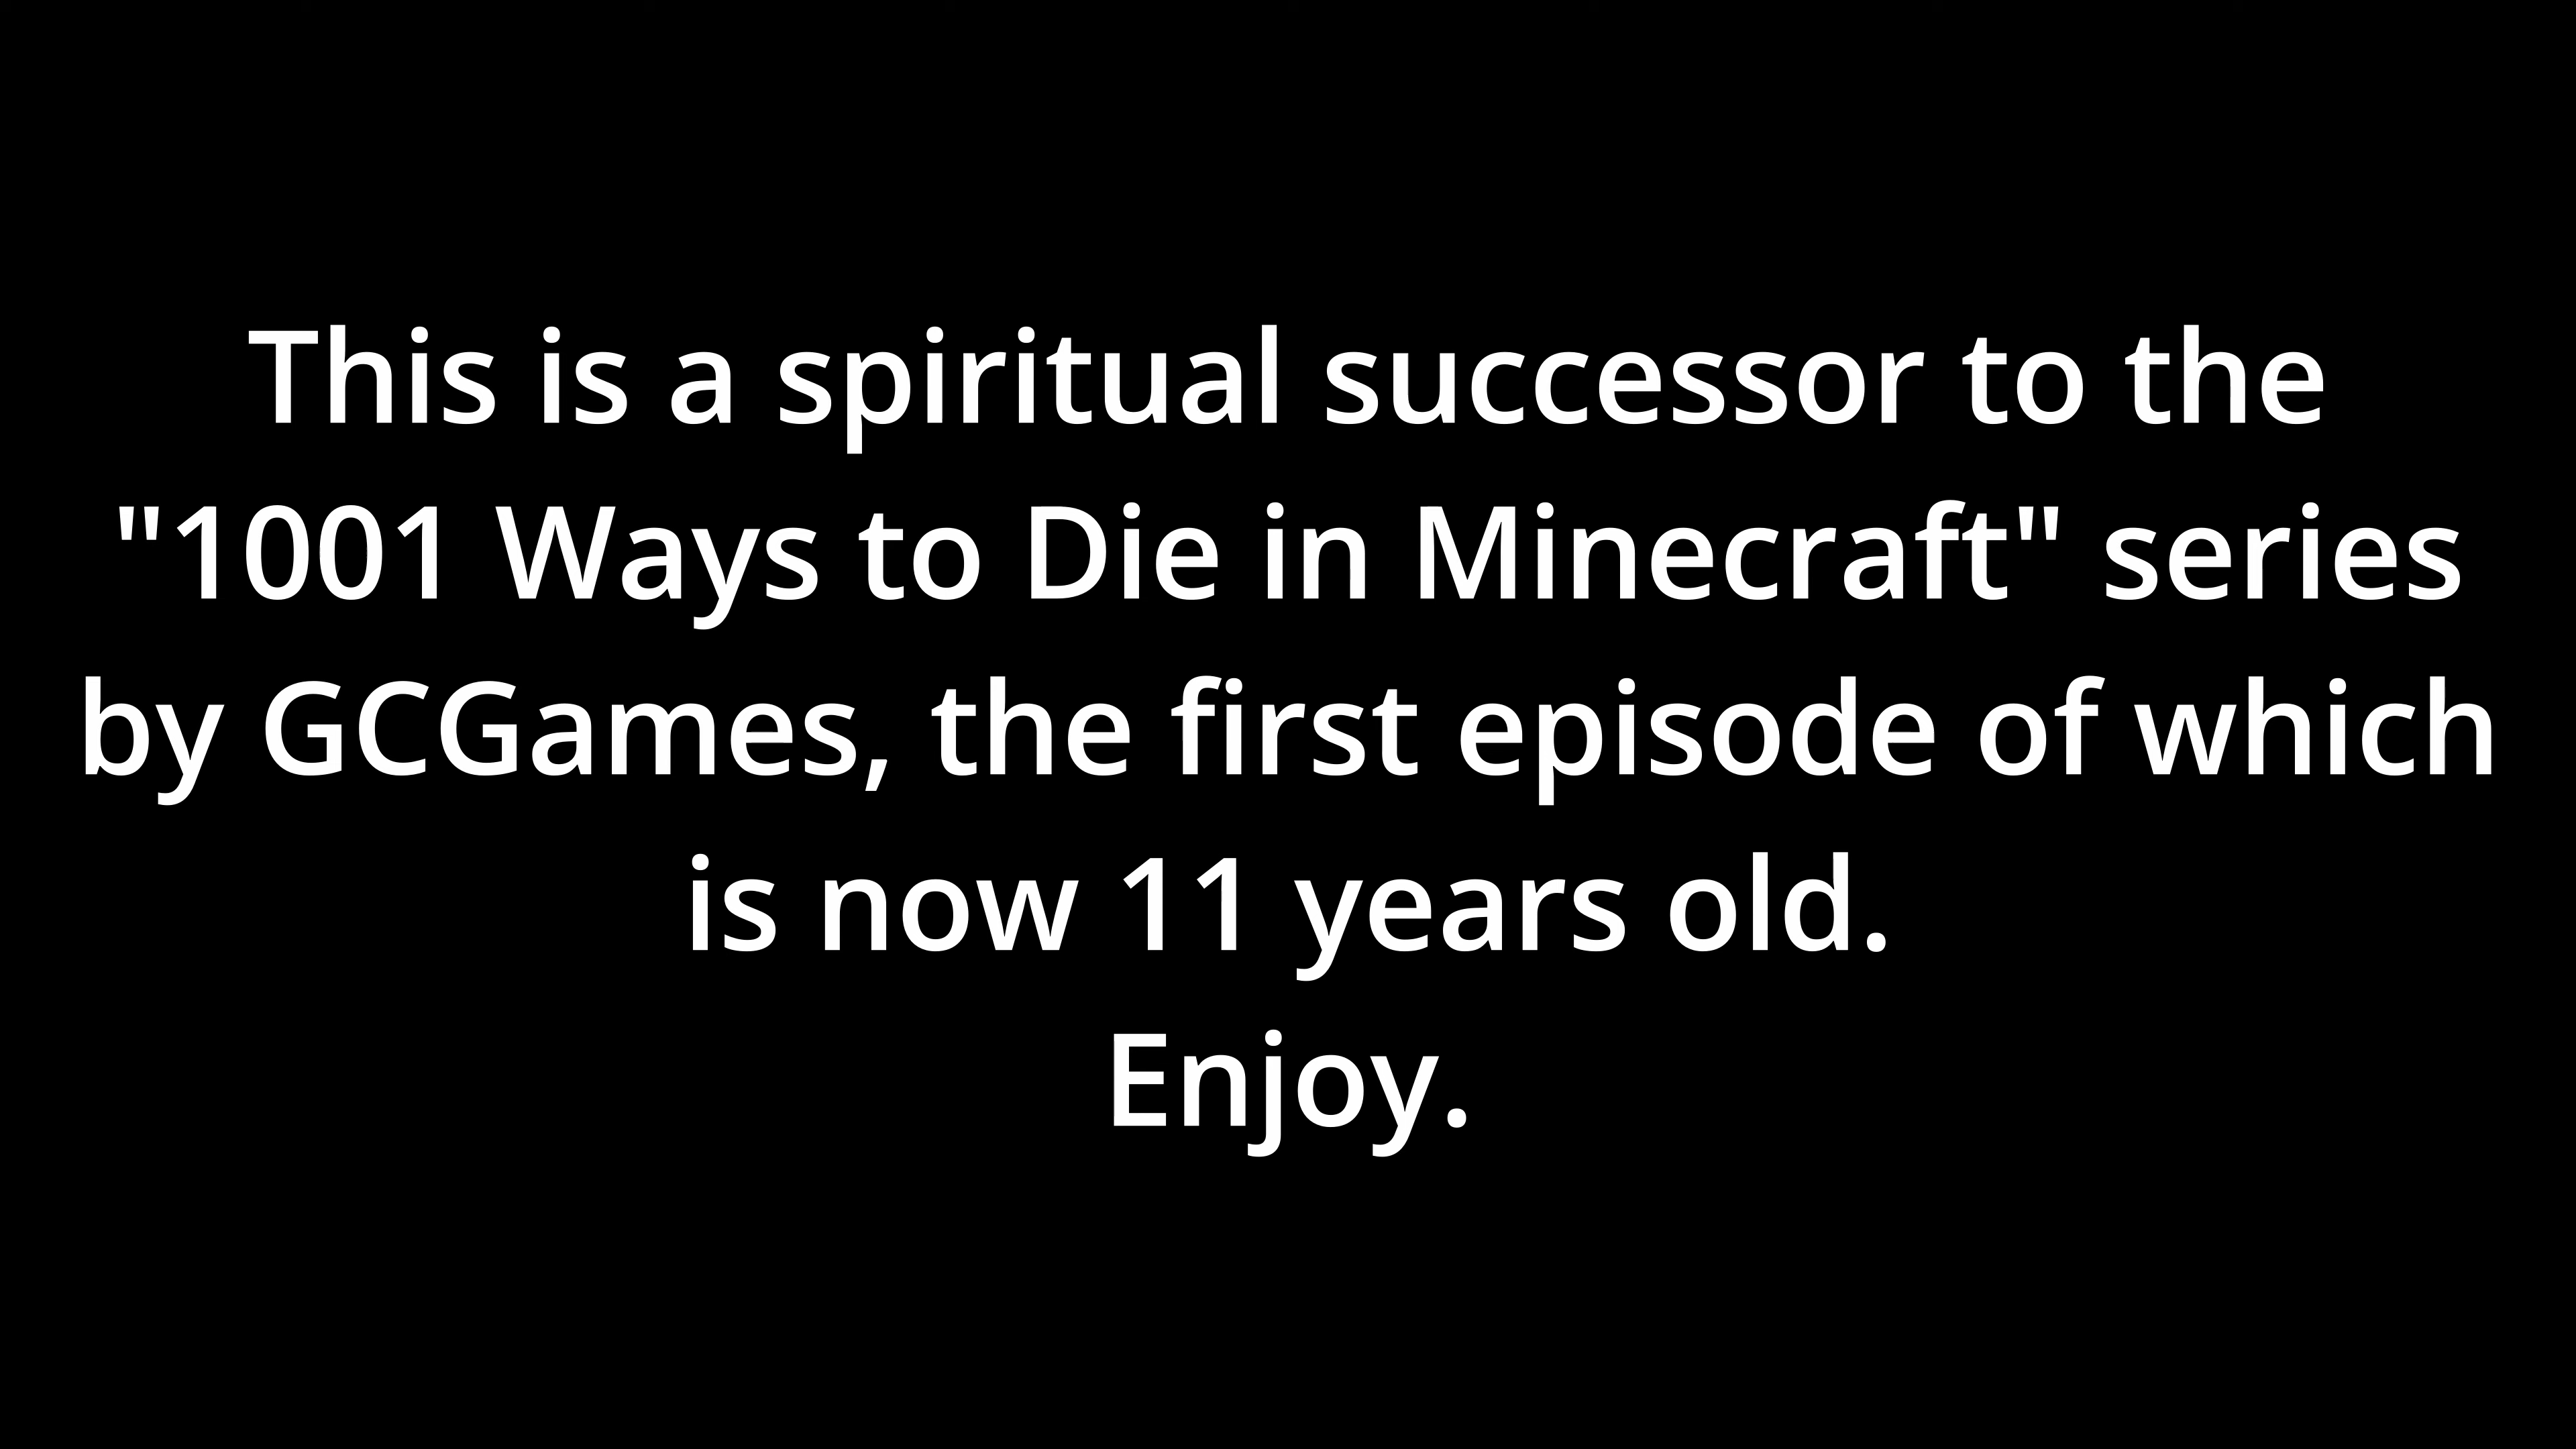 This is a spiritual successor to the
"1001 Ways to Die in Minecraft" series
by GCGames, the first episode of which
is now 11 years old.
Enjoy.